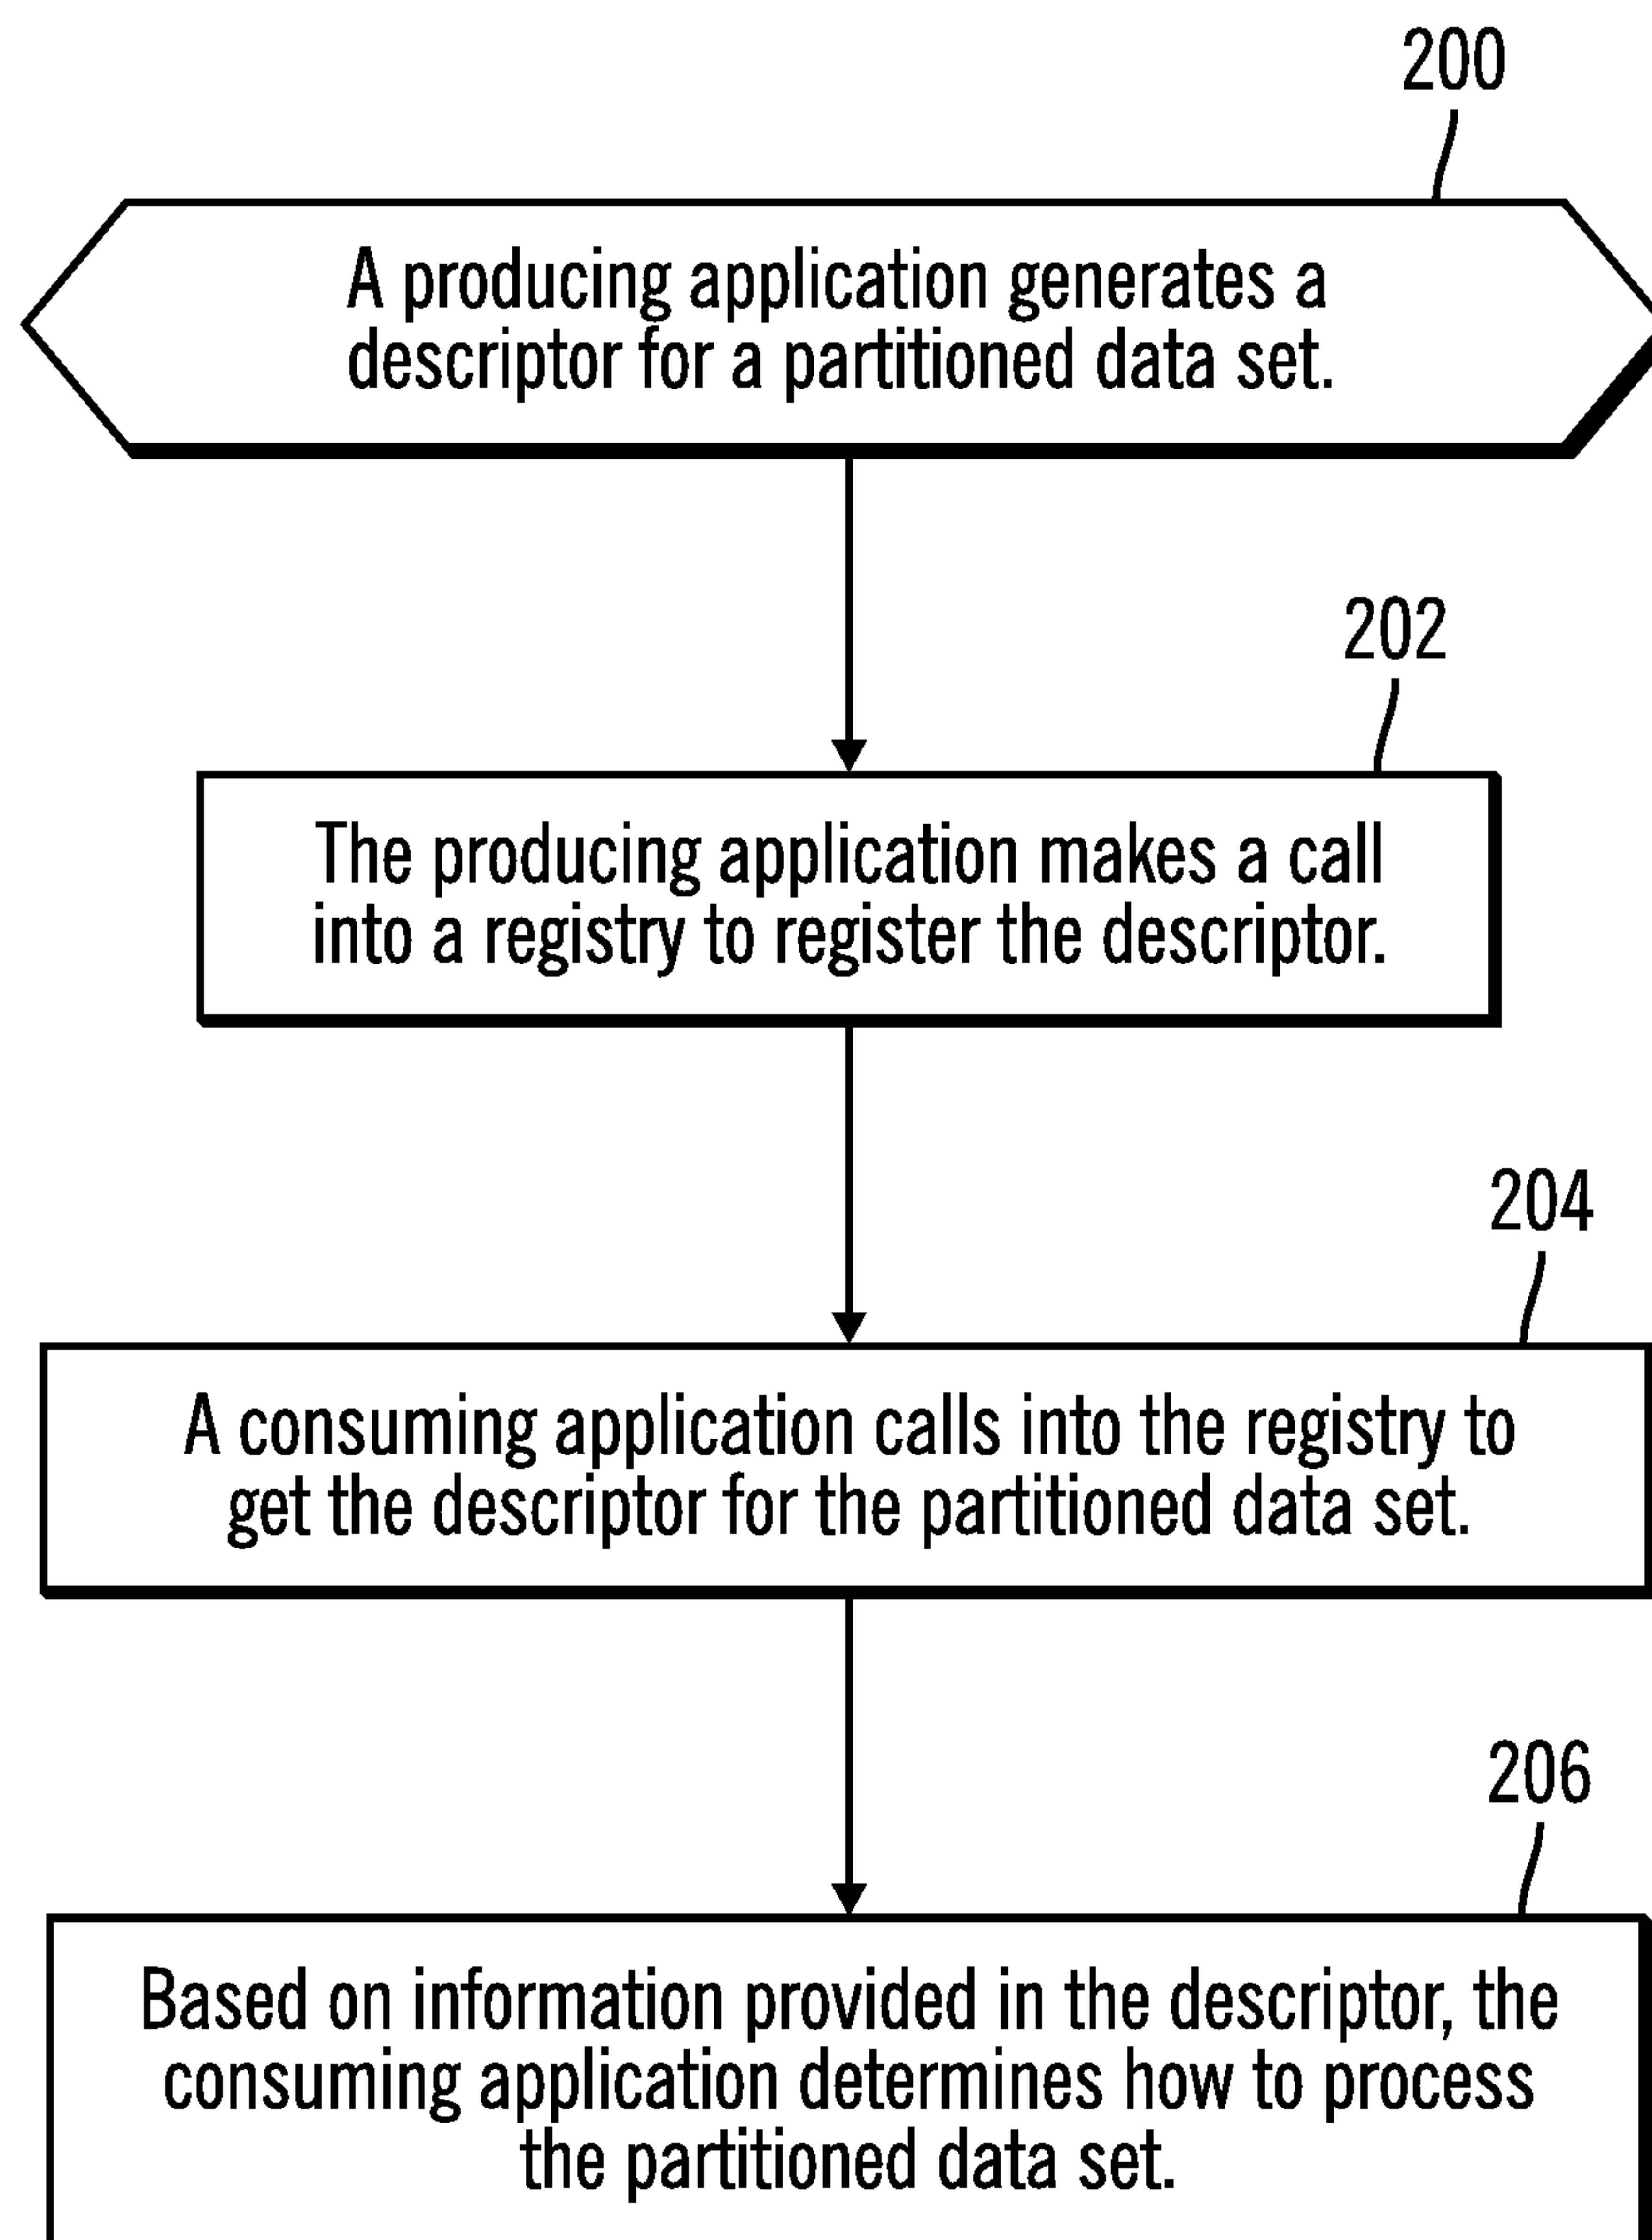 200
A producing application generates a
descriptor for a partitioned data set.
202
The producing application makes a call
into a registry to register the descriptor.
204
A consuming application calls into the registry to
get the descriptor for the partitioned data set.
206
Based on information provided in the descriptor, the
consuming application determines how to process
the partitioned data set.